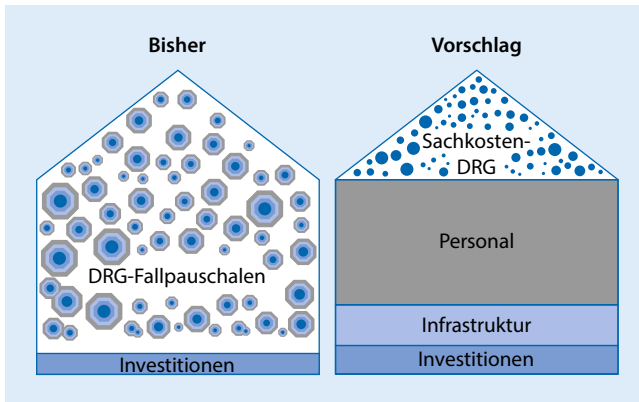 Bisher
DRG-Fallpauschalen
Investitionen
Vorschlag
Sachkosten-
DRG
Personal
Infrastruktur
Investitionen